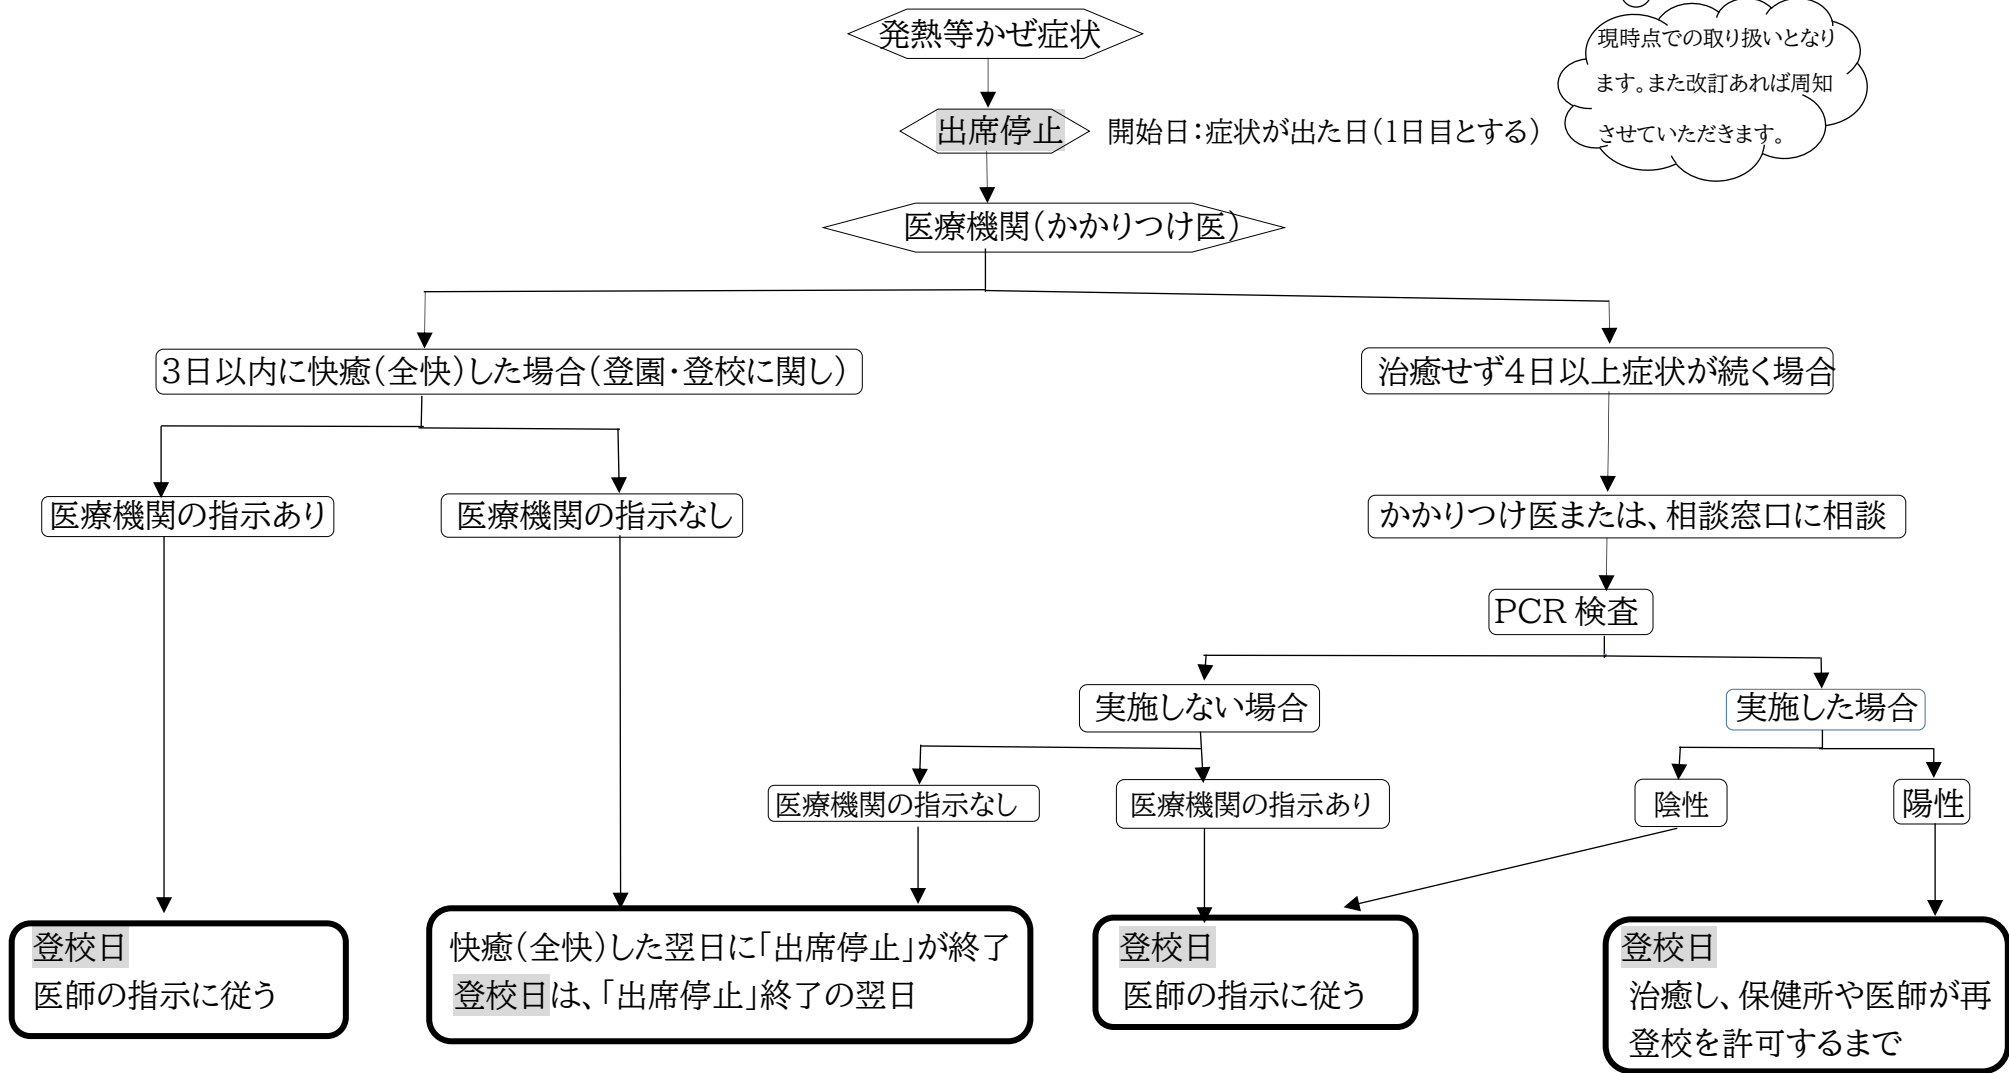 発熱等かぜ症状
現時点での取り扱いとなり
ます。また改訂あれば周知
させていただきます。
出席停止
開始日：症状が出た日（1日目とする）
医療機関（かかりつけ医）
3日以内に快癒（全快）した場合（登園・登校に関し）
治癒せず4日以上症状が続く場合
医療機関の指示あり
医療機関の指示なし
かかりつけ医または、相談窓口に相談
PCR 検査
実施しない場合
実施した場合
医療機関の指示なし
医療機関の指示あり
陰性
陽性
登校日
医師の指示に従う
快癒（全快）した翌日に「出席停止」が終了
登校日は、「出席停止」終了の翌日
登校日
医師の指示に従う
登校日
治癒し、保健所や医師が再
登校を許可するまで